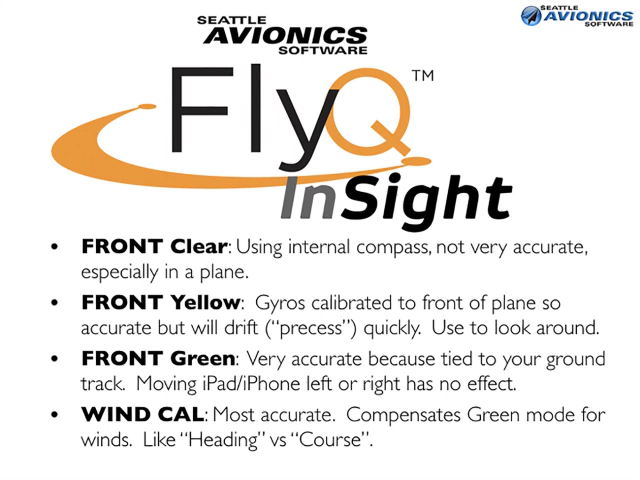 SEATTLE
AVIONICS
SOFTWARE
SEATTLE
AVIONICS
SOFTWARE
FlyQ™
InSight
• FRONT Clear: Using internal compass, not very accurate,
especially in a plane.
• FRONT Yellow: Gyros calibrated to front of plane so
accurate but will drift (“precess”) quickly. Use to look around.
• FRONT Green: Very accurate because tied to your ground
track. Moving iPad/iPhone left or right has no effect.
• WIND CAL: Most accurate. Compensates Green mode for
winds. Like “Heading” vs “Course”.